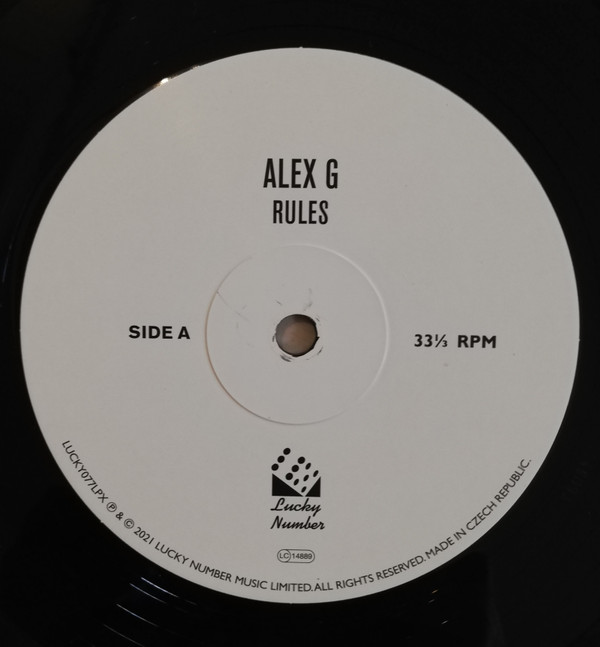 ALEX G
RULES
SIDE A
33⅓ RPM
Lucky
Number
LC 14889
LUCKY077LPX ℗ & © 2021 LUCKY NUMBER MUSIC LIMITED. ALL RIGHTS RESERVED. MADE IN CZECH REPUBLIC.